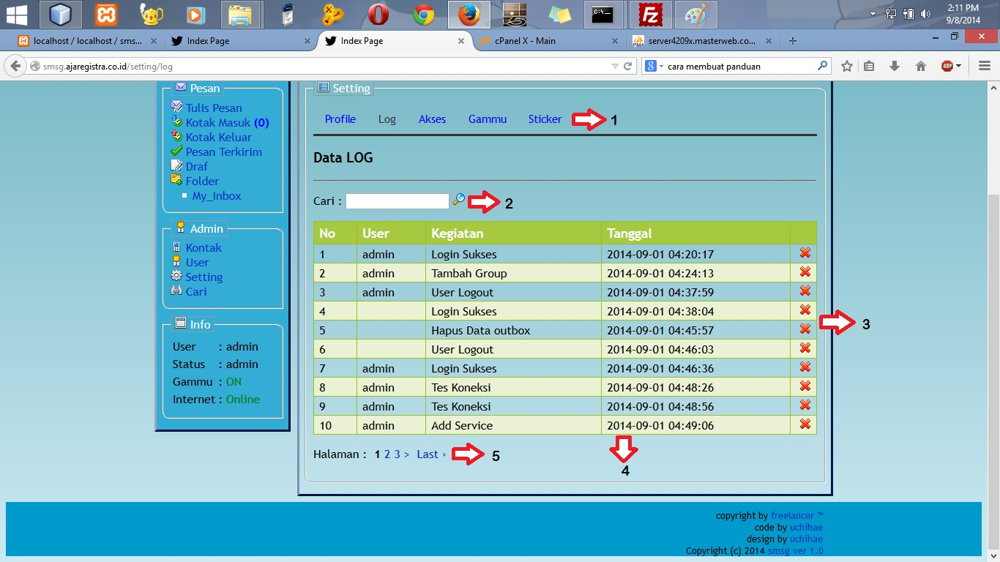 2:11 PM
9/8/2014
localhost / localhost / sms...
Index Page
Index Page
cPanel X - Main
server4209x.masterweb.co...
smsg.ajaregistra.co.id/setting/log
cara membuat panduan
Pesan
Tulis Pesan
Kotak Masuk (0)
Kotak Keluar
Pesan Terkirim
Draf
Folder
My_Inbox
Admin
Kontak
User
Setting
Cari
Info
User : admin
Status : admin
Gammu : ON
Internet : Online
Setting
Profile Log Akses Gammu Sticker 1
Data LOG
Cari : 2
No User Kegiatan Tanggal
1 admin Login Sukses 2014-09-01 04:20:17
2 admin Tambah Group 2014-09-01 04:24:13
3 admin User Logout 2014-09-01 04:37:59
4 Login Sukses 2014-09-01 04:38:04
5 Hapus Data outbox 2014-09-01 04:45:57
6 User Logout 2014-09-01 04:46:03
7 admin Login Sukses 2014-09-01 04:46:36
8 admin Tes Koneksi 2014-09-01 04:48:26
9 admin Tes Koneksi 2014-09-01 04:48:56
10 admin Add Service 2014-09-01 04:49:06
3
Halaman : 1 2 3 > Last › 5
4
copyright by freelancer ™
code by uchihae
design by uchihae
Copyright (c) 2014 smsg ver 1.0